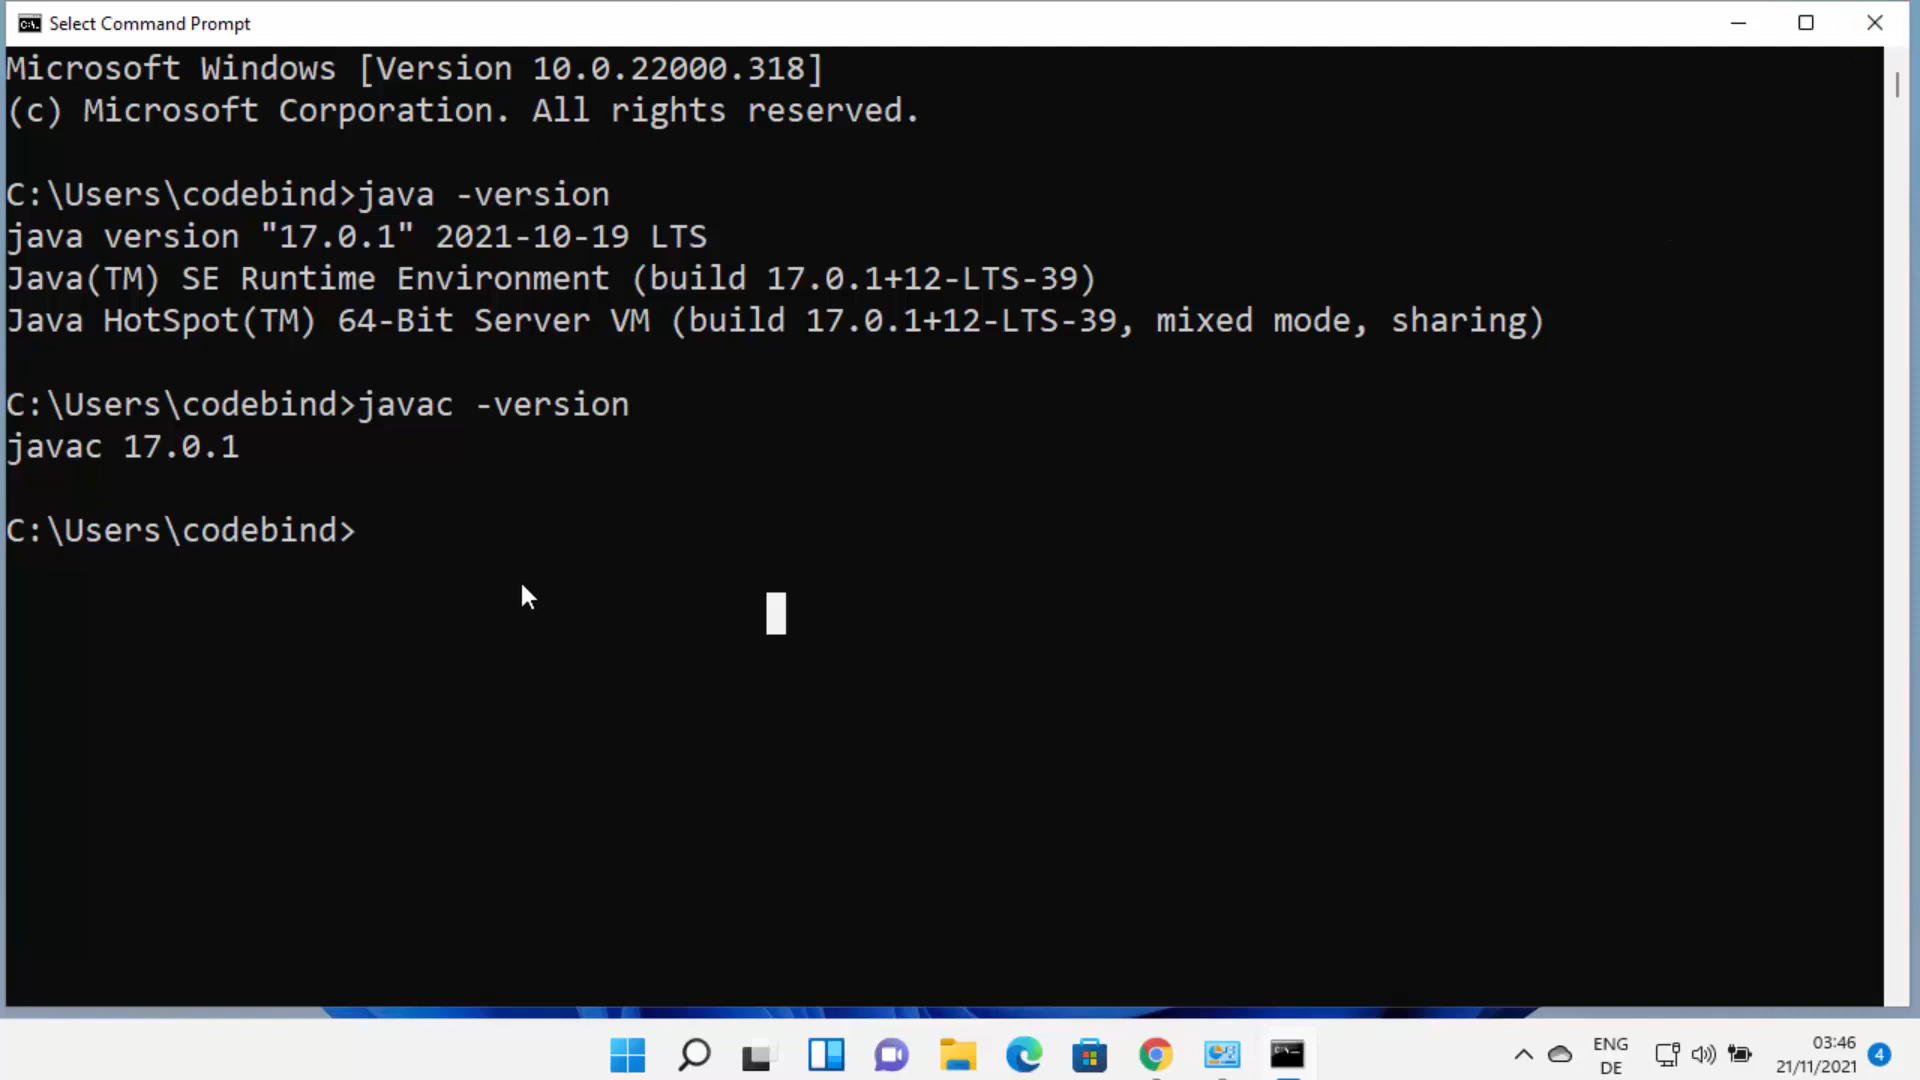 Select Command Prompt
Microsoft Windows [Version 10.0.22000.318]
(c) Microsoft Corporation. All rights reserved.
C:\Users\codebind>java -version
java version "17.0.1" 2021-10-19 LTS
Java(TM) SE Runtime Environment (build 17.0.1+12-LTS-39)
Java HotSpot(TM) 64-Bit Server VM (build 17.0.1+12-LTS-39, mixed mode, sharing)
C:\Users\codebind>javac -version
javac 17.0.1
C:\Users\codebind>
ENG
DE
03:46
21/11/2021
4